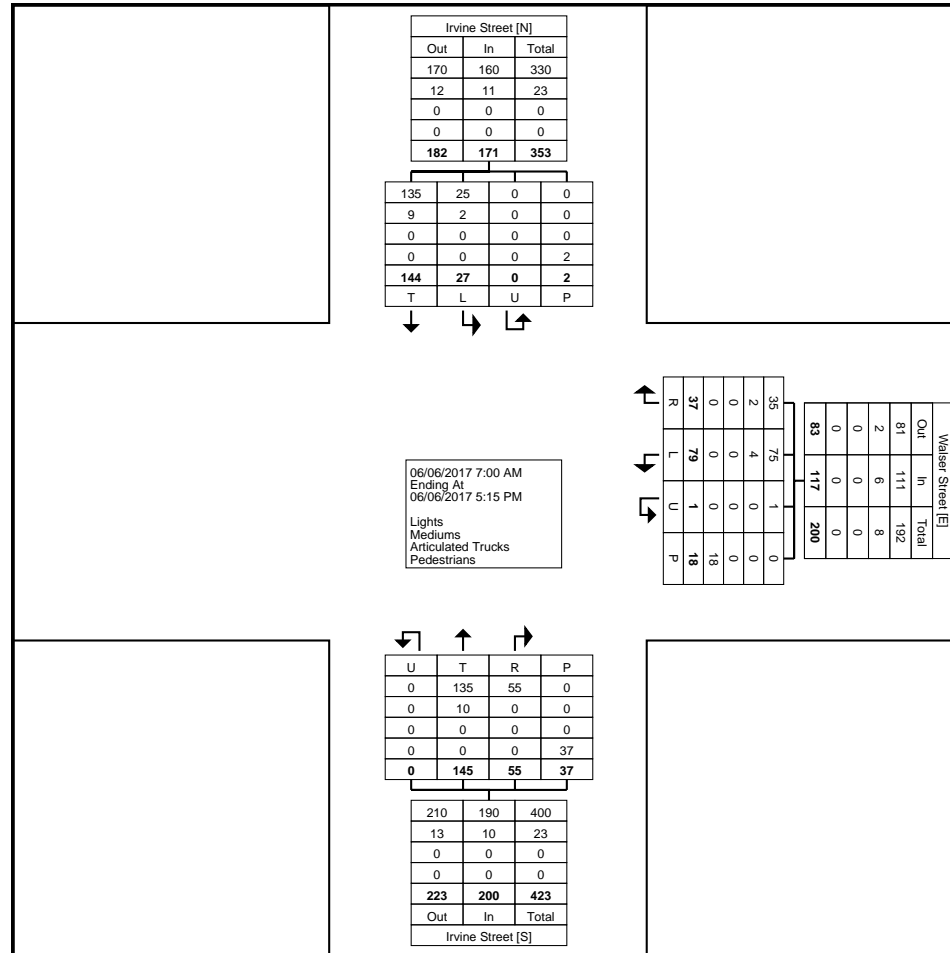 Irvine Street [N]
Out In Total
170 160 330
12 11 23
0 0 0
0 0 0
182 171 353
135 25 0 0
9 2 0 0
0 0 0 0
0 0 0 2
144 27 0 2
T L U P
Walser Street [E]
Out In Total
81 111 192
2 6 8
0 0 0
0 0 0
83 117 200
35 75 1 0
2 4 0 0
0 0 0 0
0 0 0 18
37 79 1 18
R L U P
06/06/2017 7:00 AM
Ending At
06/06/2017 5:15 PM
Lights
Mediums
Articulated Trucks
Pedestrians
U T R P
0 135 55 0
0 10 0 0
0 0 0 0
0 0 0 37
0 145 55 37
210 190 400
13 10 23
0 0 0
0 0 0
223 200 423
Out In Total
Irvine Street [S]